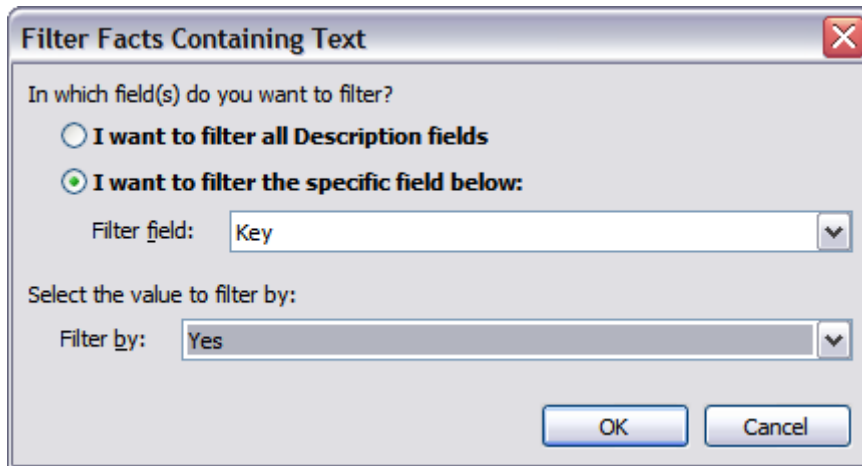 Filter Facts Containing Text
In which field(s) do you want to filter?
I want to filter all Description fields
I want to filter the specific field below:
Filter field: Key
Select the value to filter by:
Filter by: Yes
OK Cancel